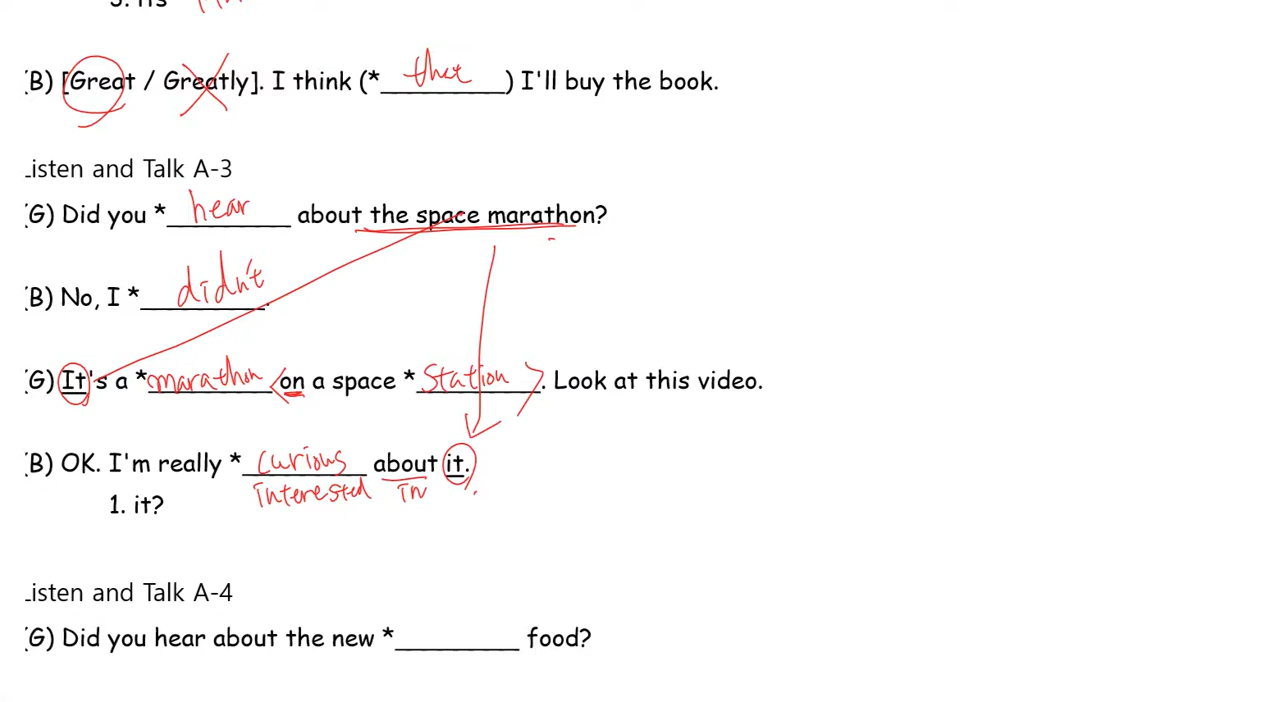 3. It's
(B) [Great / Greatly]. I think (* that ) I'll buy the book.
Listen and Talk A-3
(G) Did you * hear about the space marathon?
(B) No, I * didn't.
(G) It's a * marathon <on a space * station>. Look at this video.
(B) OK. I'm really * curious about it.
interested in
1. it?
Listen and Talk A-4
(G) Did you hear about the new *__________ food?